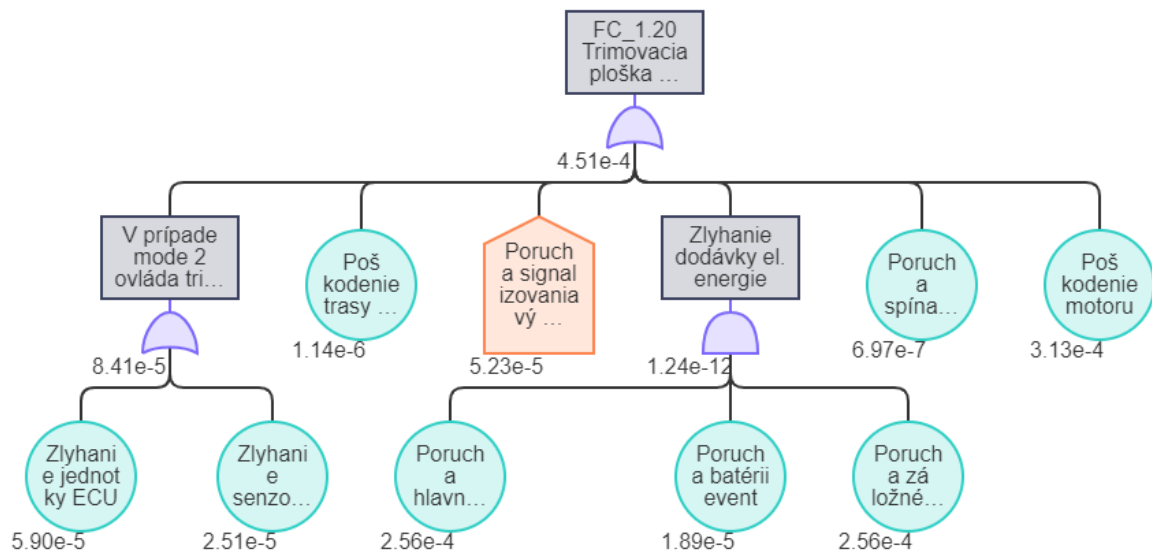 FC_1.20
Trimovacia
ploška ...
4.51e-4
V prípade
mode 2
ovláda tri...
8.41e-5
Poš
kodenie
trasy ...
1.14e-6
Poruch
a signal
izovania
vý ...
5.23e-5
Zlyhanie
dodávky el.
energie
1.24e-12
Poruch
a
spína...
6.97e-7
Poš
kodenie
motoru
3.13e-4
Zlyhani
e jednot
ky ECU
5.90e-5
Zlyhani
e
senzo...
2.51e-5
Poruch
a
hlavn...
2.56e-4
Poruch
a batérii
event
1.89e-5
Poruch
a zá
ložné...
2.56e-4